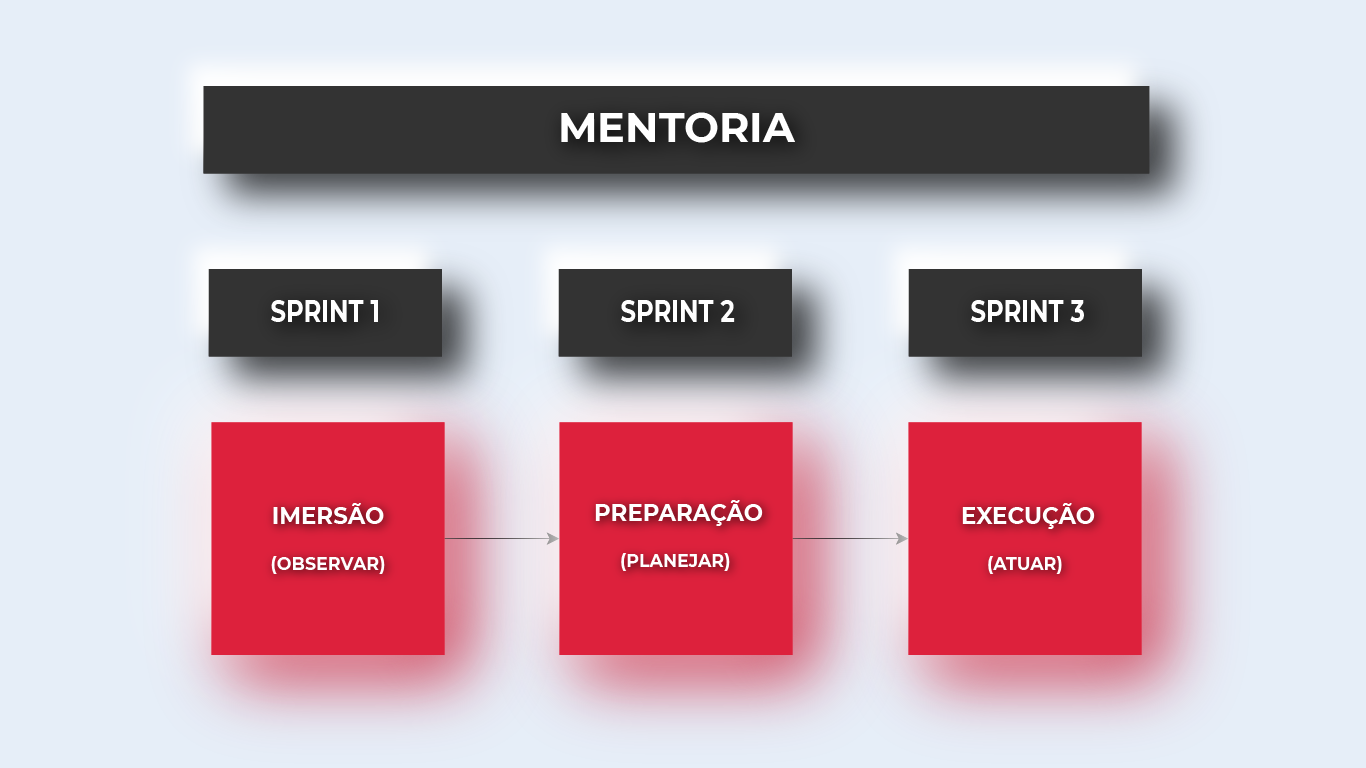 MENTORIA
SPRINT 1
SPRINT 2
SPRINT 3
IMERSÃO
(OBSERVAR)
PREPARAÇÃO
(PLANEJAR)
EXECUÇÃO
(ATUAR)